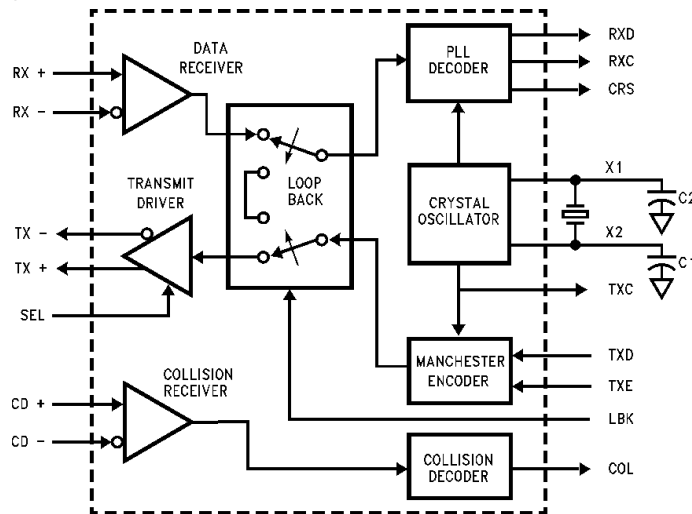 DATA
RECEIVER
RX +
RX -
PLL
DECODER
RXD
RXC
CRS
LOOP
BACK
TRANSMIT
DRIVER
TX -
TX +
SEL
CRYSTAL
OSCILLATOR
X1
C2
X2
C1
TXC
MANCHESTER
ENCODER
TXD
TXE
LBK
COLLISION
RECEIVER
CD +
CD -
COLLISION
DECODER
COL